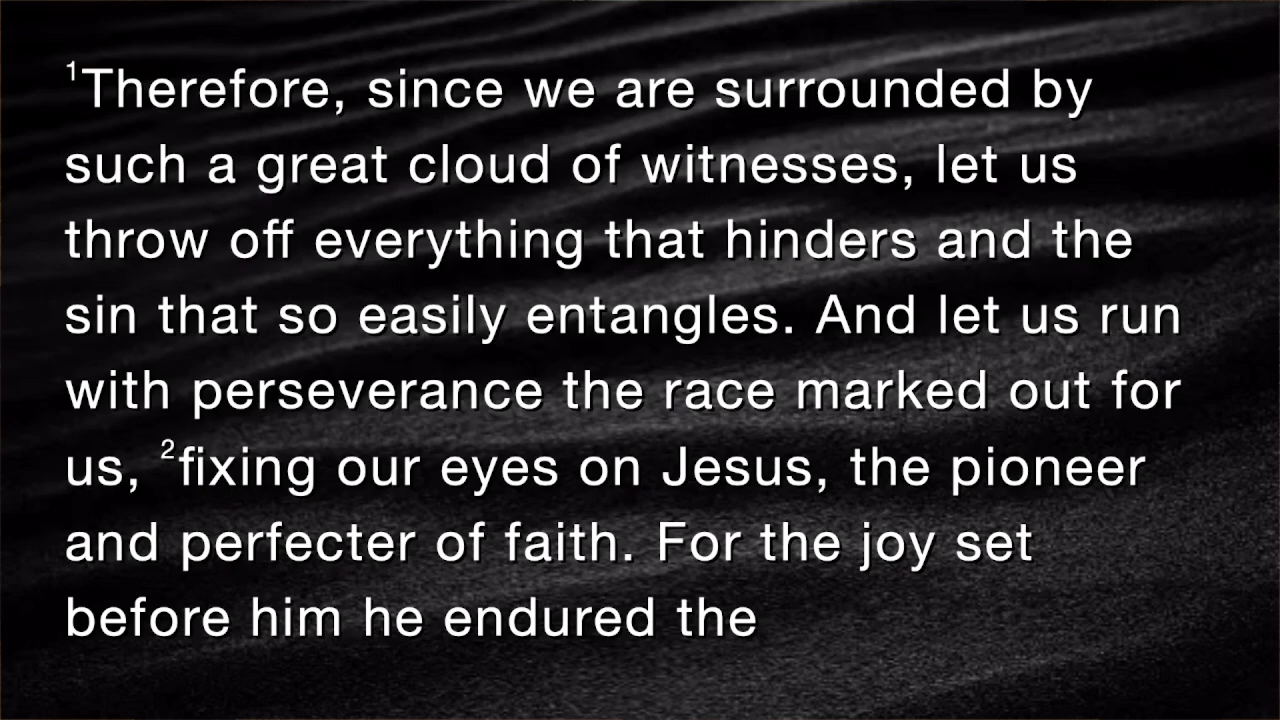 ¹Therefore, since we are surrounded by
such a great cloud of witnesses, let us
throw off everything that hinders and the
sin that so easily entangles. And let us run
with perseverance the race marked out for
us, ²fixing our eyes on Jesus, the pioneer
and perfecter of faith. For the joy set
before him he endured the